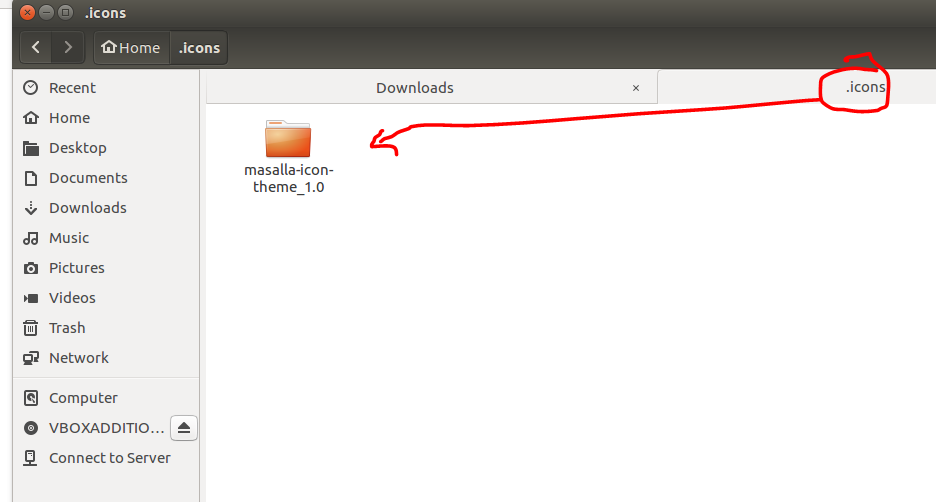 .icons
Home
.icons
Recent
Home
Desktop
Documents
Downloads
Music
Pictures
Videos
Trash
Network
Computer
VBOXADDITIO...
Connect to Server
Downloads
.icons
masalla-icon-
theme_1.0